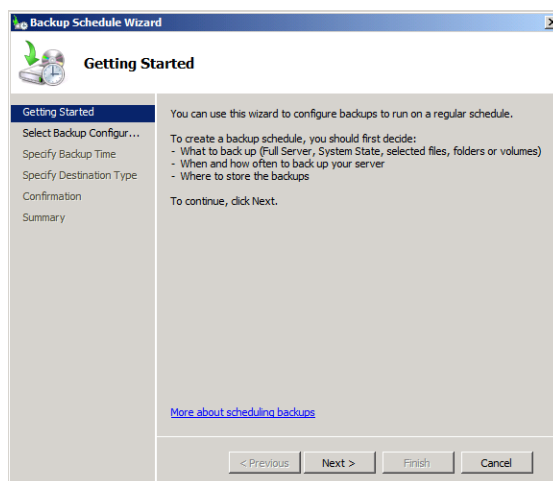 Backup Schedule Wizard
Getting Started
Getting Started
Select Backup Configur...
Specify Backup Time
Specify Destination Type
Confirmation
Summary
You can use this wizard to configure backups to run on a regular schedule.
To create a backup schedule, you should first decide:
- What to back up (Full Server, System State, selected files, folders or volumes)
- When and how often to back up your server
- Where to store the backups
To continue, click Next.
More about scheduling backups
< Previous
Next >
Finish
Cancel